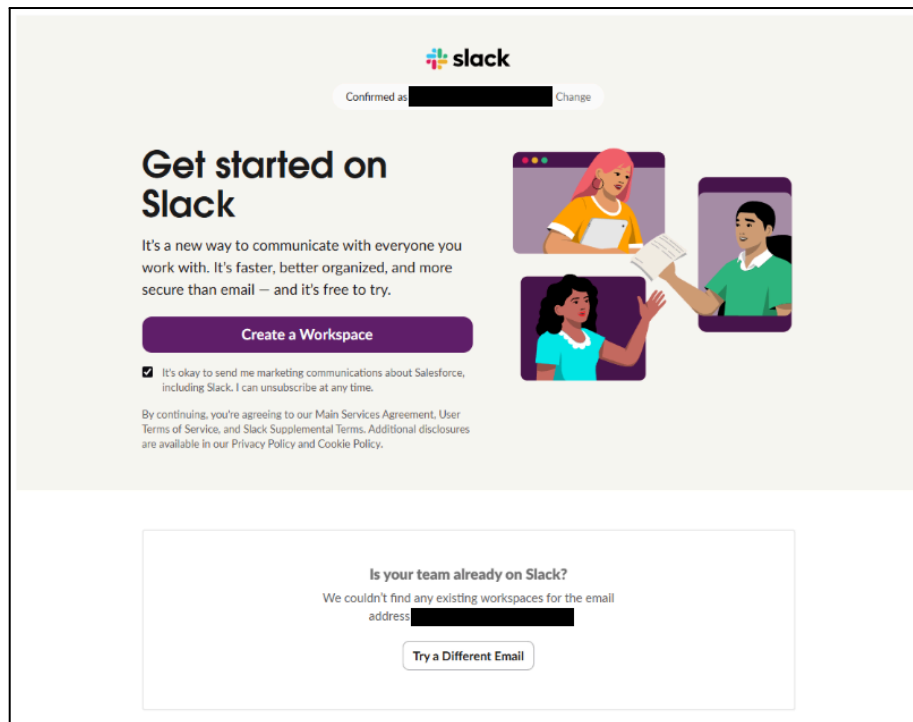 slack
Confirmed as Change
Get started on
Slack
It's a new way to communicate with everyone you
work with. It's faster, better organized, and more
secure than email — and it's free to try.
Create a Workspace
It's okay to send me marketing communications about Salesforce,
including Slack. I can unsubscribe at any time.
By continuing, you're agreeing to our Main Services Agreement, User
Terms of Service, and Slack Supplemental Terms. Additional disclosures
are available in our Privacy Policy and Cookie Policy.
Is your team already on Slack?
We couldn't find any existing workspaces for the email
address
Try a Different Email